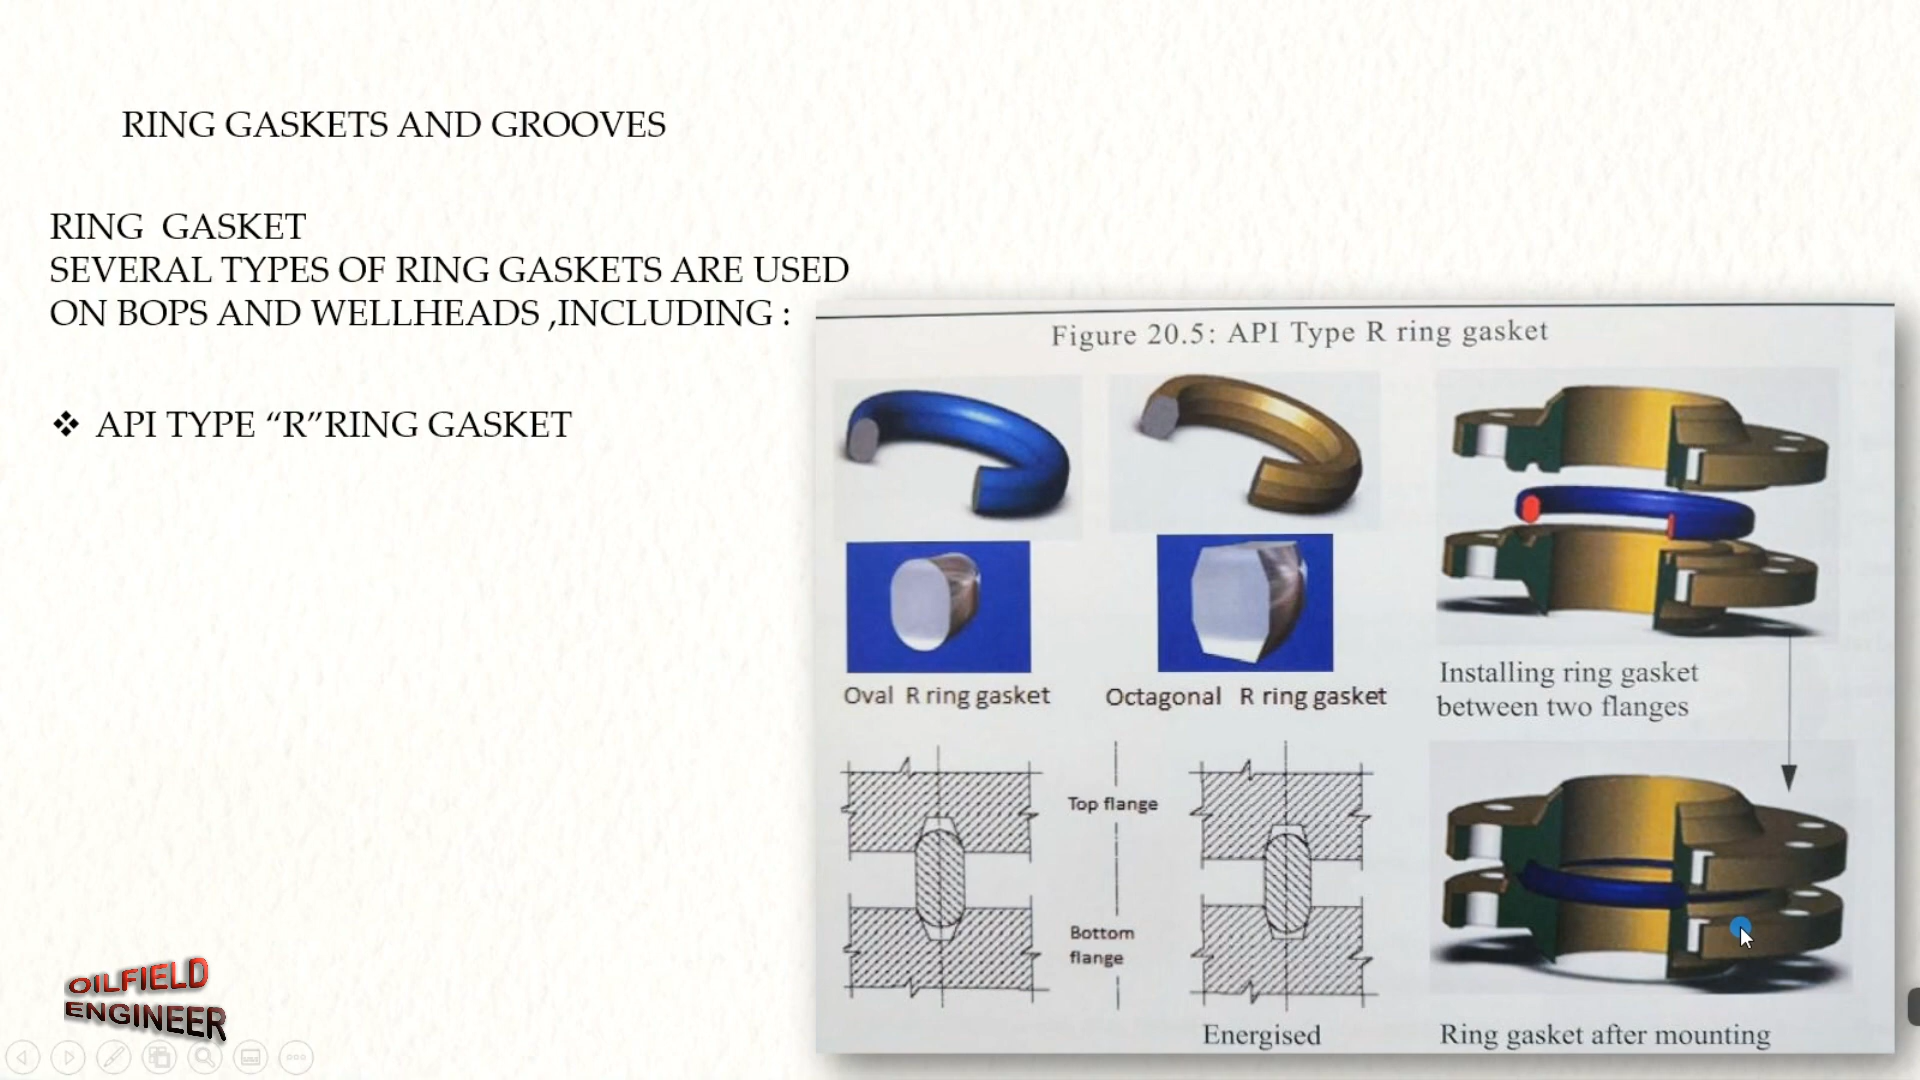 RING GASKETS AND GROOVES
RING GASKET
SEVERAL TYPES OF RING GASKETS ARE USED
ON BOPS AND WELLHEADS ,INCLUDING :
❖ API TYPE “R”RING GASKET
Figure 20.5: API Type R ring gasket
Oval R ring gasket
Octagonal R ring gasket
Installing ring gasket
between two flanges
Top flange
Bottom
flange
Energised
Ring gasket after mounting
OILFIELD
ENGINEER